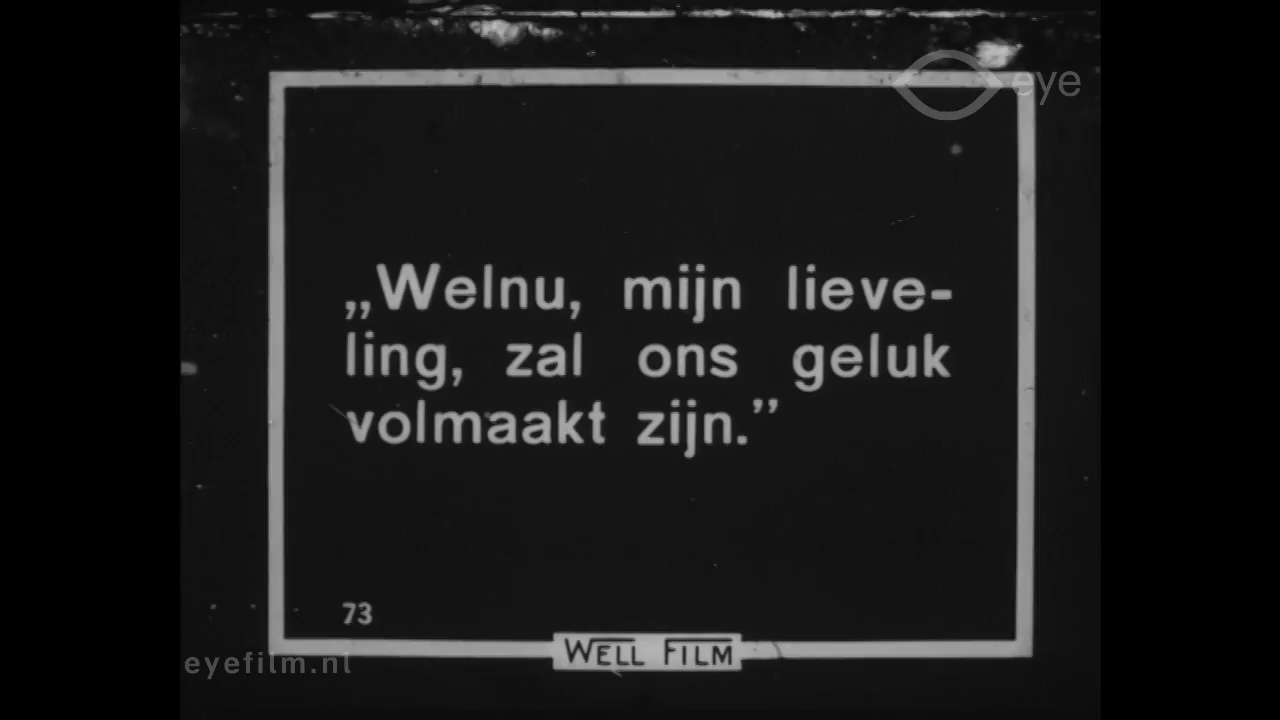 eye
„Welnu, mijn lieve-
ling, zal ons geluk
volmaakt zijn.”
73
WELL FILM
eyefilm.nl